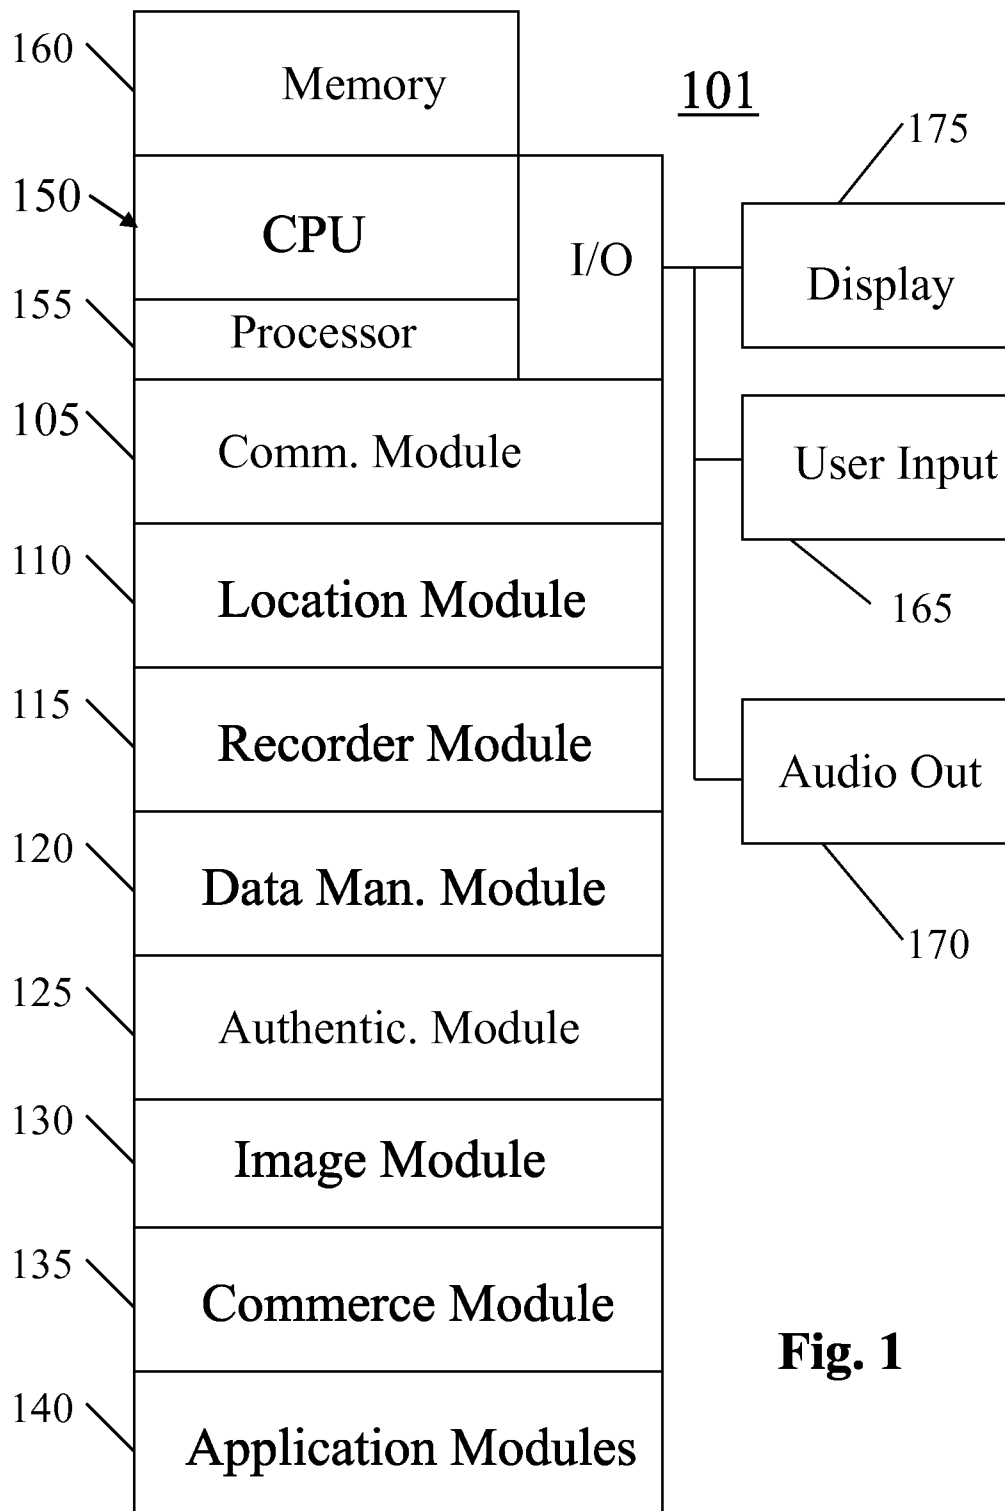 160
Memory
101
175
150
CPU
I/O
Display
155
Processor
105
Comm. Module
User Input
165
110
Location Module
115
Recorder Module
Audio Out
120
Data Man. Module
170
125
Authentic. Module
130
Image Module
135
Commerce Module
Fig. 1
140
Application Modules